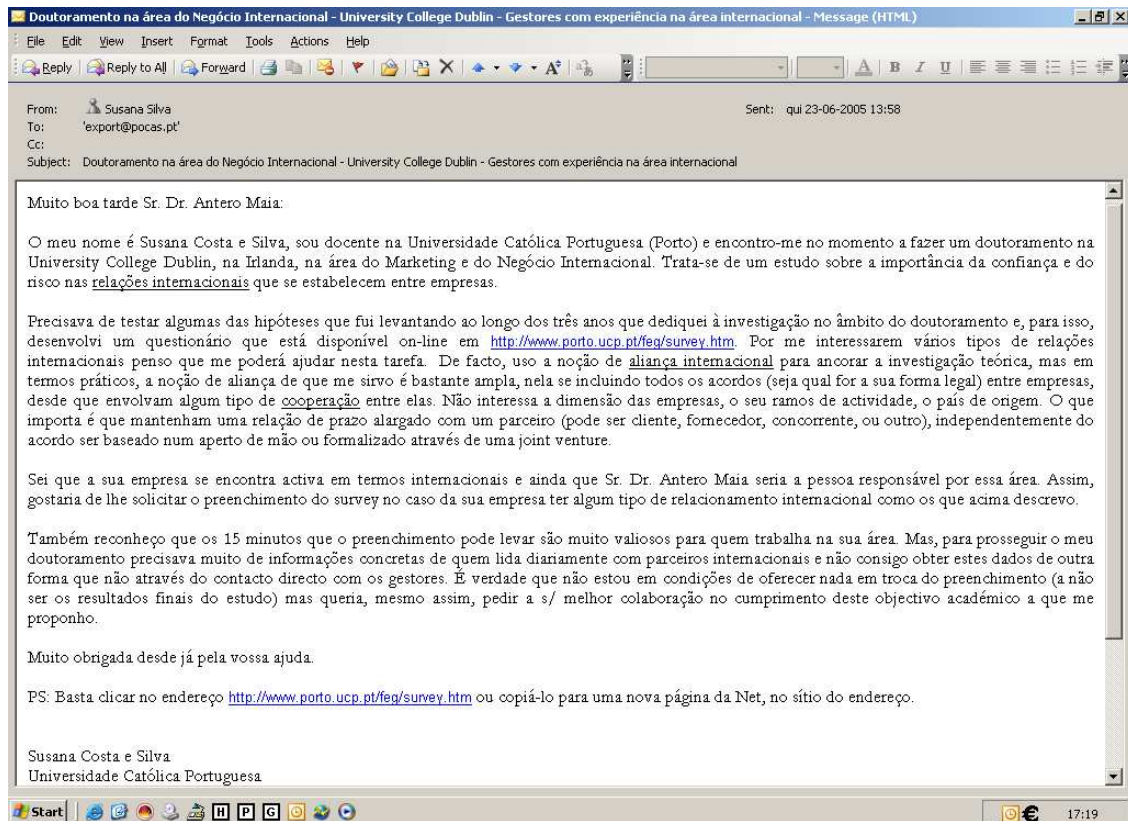 Doutoramento na área do Negócio Internacional - University College Dublin - Gestores com experiência na área internacional - Message (HTML)
File Edit View Insert Format Tools Actions Help
Reply Reply to All Forward
From: Susana Silva Sent: qui 23-06-2005 13:58
To: 'export@pocas.pt'
Cc:
Subject: Doutoramento na área do Negócio Internacional - University College Dublin - Gestores com experiência na área internacional
Muito boa tarde Sr. Dr. Antero Maia:
O meu nome é Susana Costa e Silva, sou docente na Universidade Católica Portuguesa (Porto) e encontro-me no momento a fazer um doutoramento na
University College Dublin, na Irlanda, na área do Marketing e do Negócio Internacional. Trata-se de um estudo sobre a importância da confiança e do
risco nas relações internacionais que se estabelecem entre empresas.
Precisava de testar algumas das hipóteses que fui levantando ao longo dos três anos que dediquei à investigação no âmbito do doutoramento e, para isso,
desenvolvi um questionário que está disponível on-line em http://www.porto.ucp.pt/feg/survey.htm. Por me interessarem vários tipos de relações
internacionais penso que me poderá ajudar nesta tarefa. De facto, uso a noção de aliança internacional para ancorar a investigação teórica, mas em
termos práticos, a noção de aliança de que me sirvo é bastante ampla, nela se incluindo todos os acordos (seja qual for a sua forma legal) entre empresas,
desde que envolvam algum tipo de cooperação entre elas. Não interessa a dimensão das empresas, o seu ramos de actividade, o país de origem. O que
importa é que mantenham uma relação de prazo alargado com um parceiro (pode ser cliente, fornecedor, concorrente, ou outro), independentemente do
acordo ser baseado num aperto de mão ou formalizado através de uma joint venture.
Sei que a sua empresa se encontra activa em termos internacionais e ainda que Sr. Dr. Antero Maia seria a pessoa responsável por essa área. Assim,
gostaria de lhe solicitar o preenchimento do survey no caso da sua empresa ter algum tipo de relacionamento internacional como os que acima descrevo.
Também reconheço que os 15 minutos que o preenchimento pode levar são muito valiosos para quem trabalha na sua área. Mas, para prosseguir o meu
doutoramento precisava muito de informações concretas de quem lida diariamente com parceiros internacionais e não consigo obter estes dados de outra
forma que não através do contacto directo com os gestores. É verdade que não estou em condições de oferecer nada em troca do preenchimento (a não
ser os resultados finais do estudo) mas queria, mesmo assim, pedir a s/ melhor colaboração no cumprimento deste objectivo académico a que me
proponho.
Muito obrigada desde já pela vossa ajuda.
PS: Basta clicar no endereço http://www.porto.ucp.pt/feg/survey.htm ou copiá-lo para uma nova página da Net, no sítio do endereço.
Susana Costa e Silva
Universidade Católica Portuguesa
Start H P G € 17:19